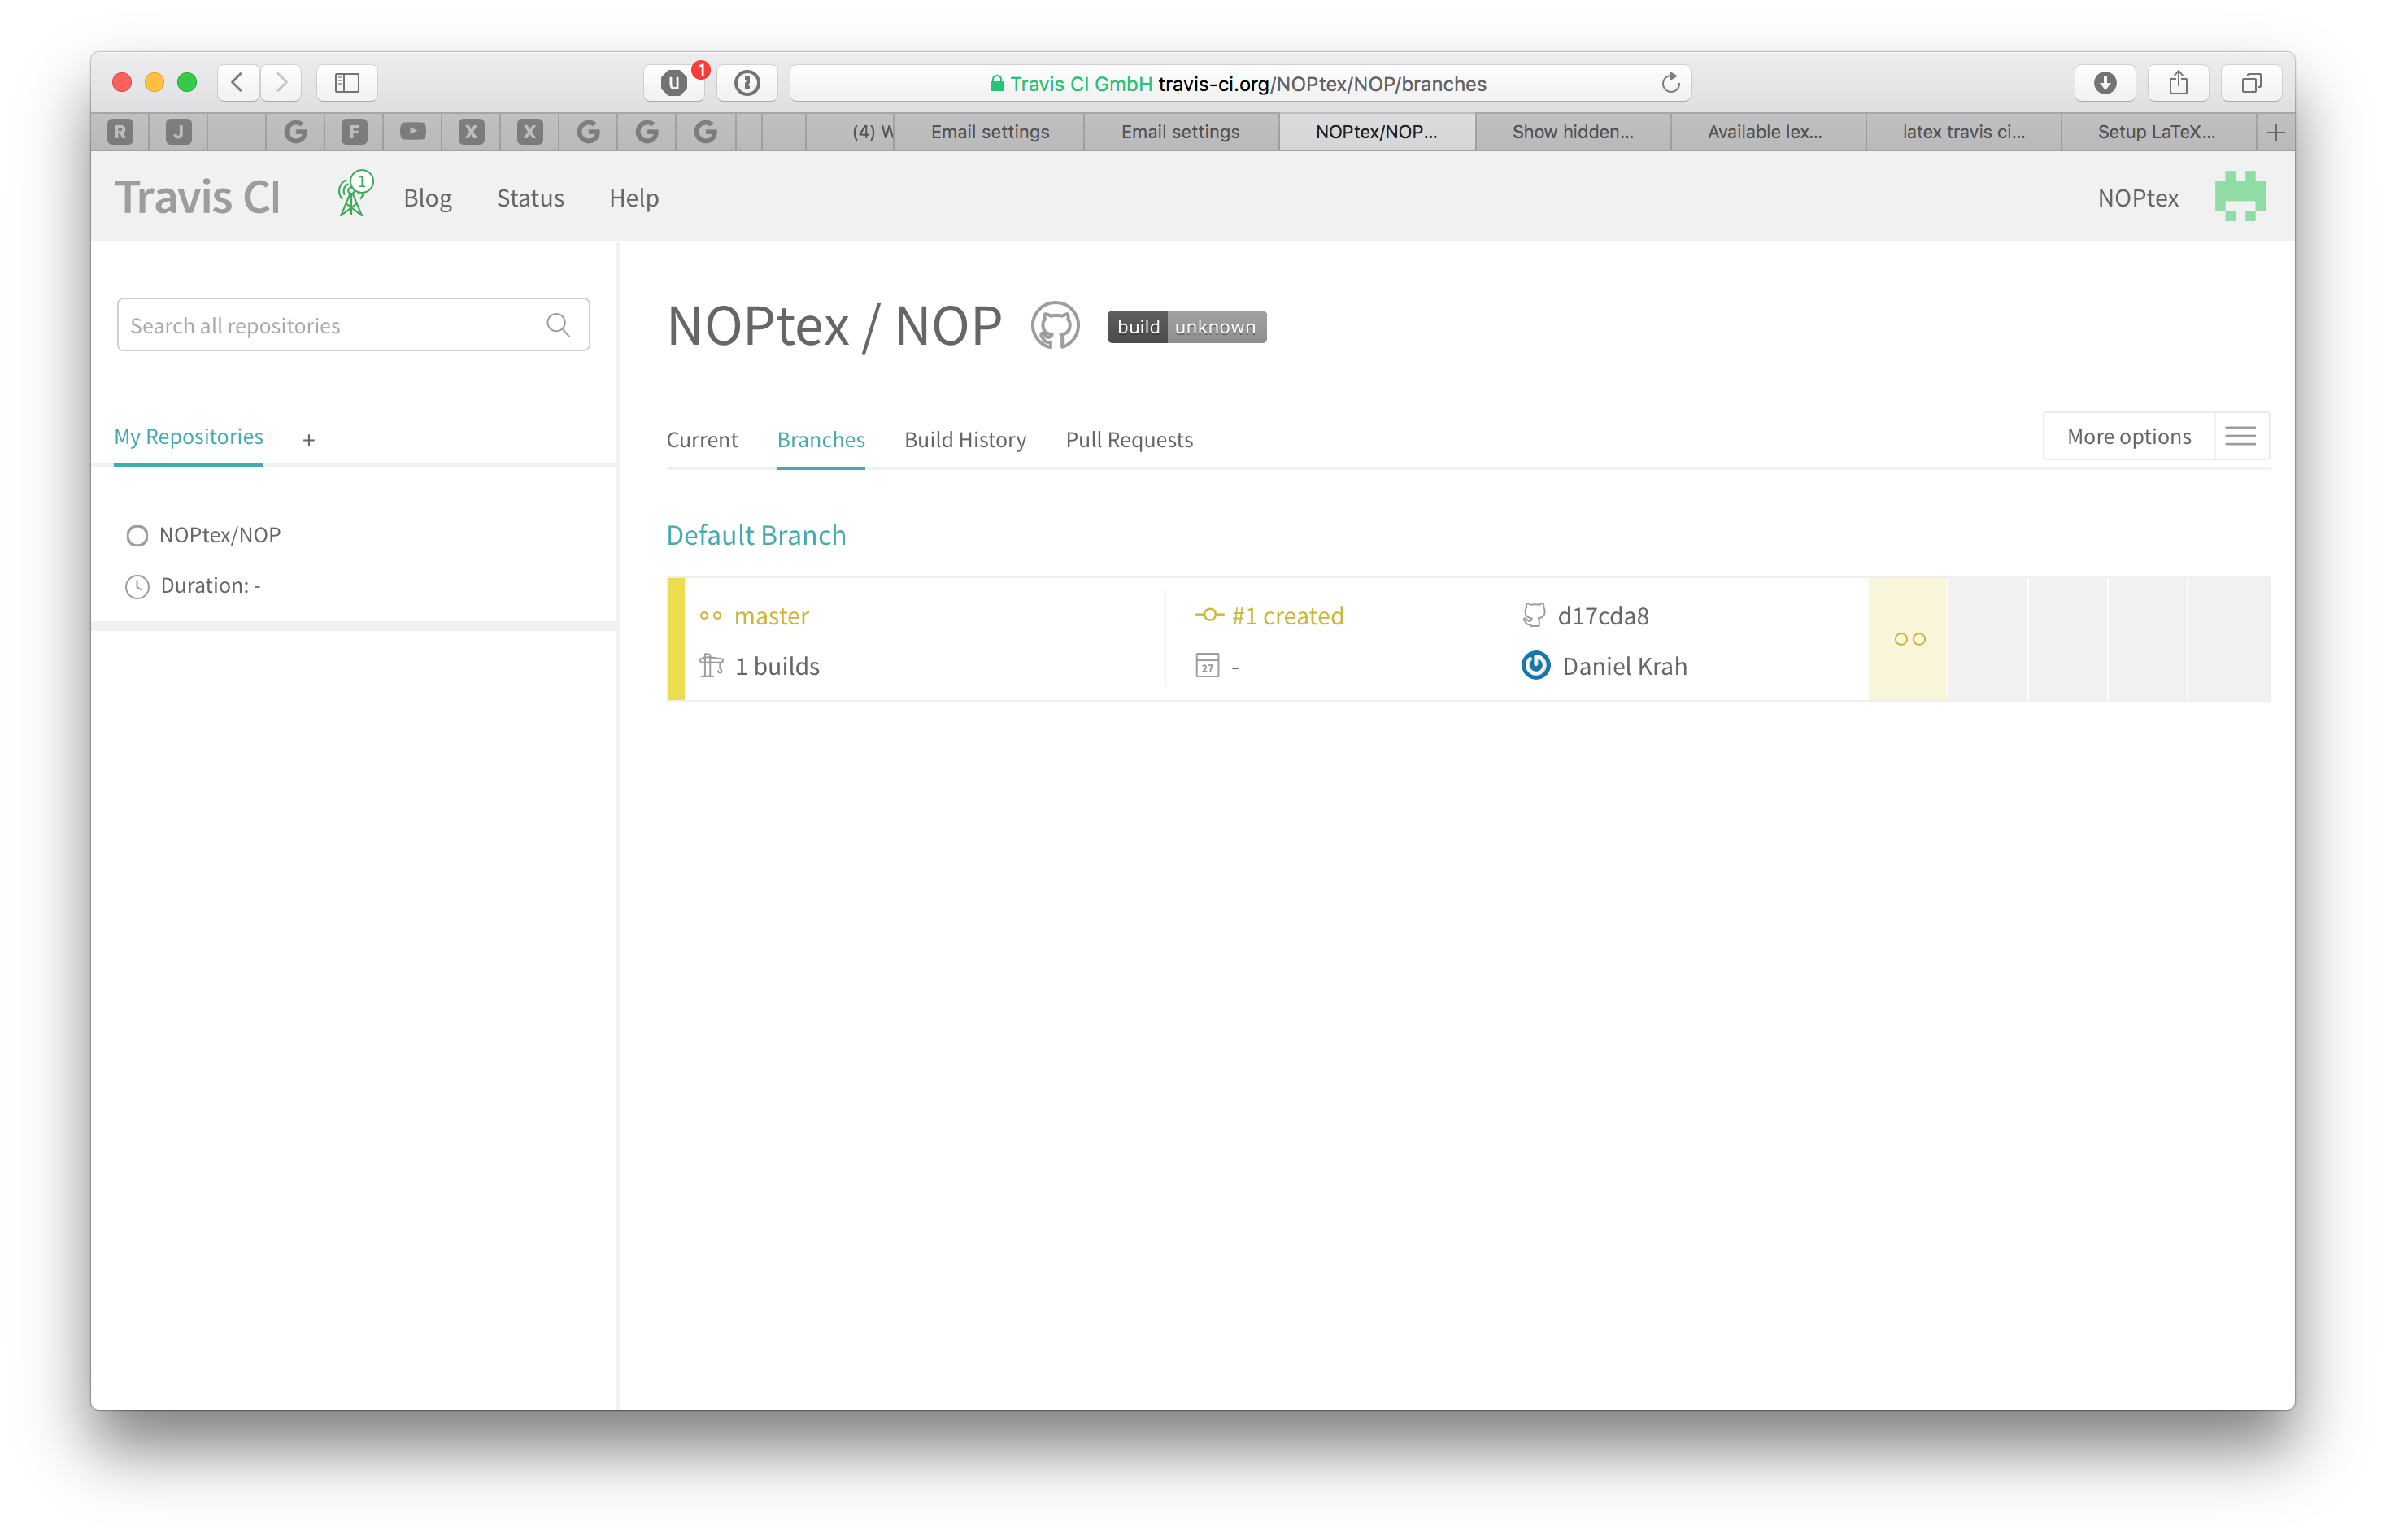 1
Travis CI GmbH travis-ci.org/NOPtex/NOP/branches
R J G F X X G G G (4) W Email settings Email settings NOPtex/NOP... Show hidden... Available lex... latex travis ci... Setup LaTeX... +
Travis CI 1 Blog Status Help NOPtex
Search all repositories
NOPtex / NOP build unknown
My Repositories +
Current Branches Build History Pull Requests More options
NOPtex/NOP
Duration: -
Default Branch
master #1 created d17cda8
1 builds 27 - Daniel Krah